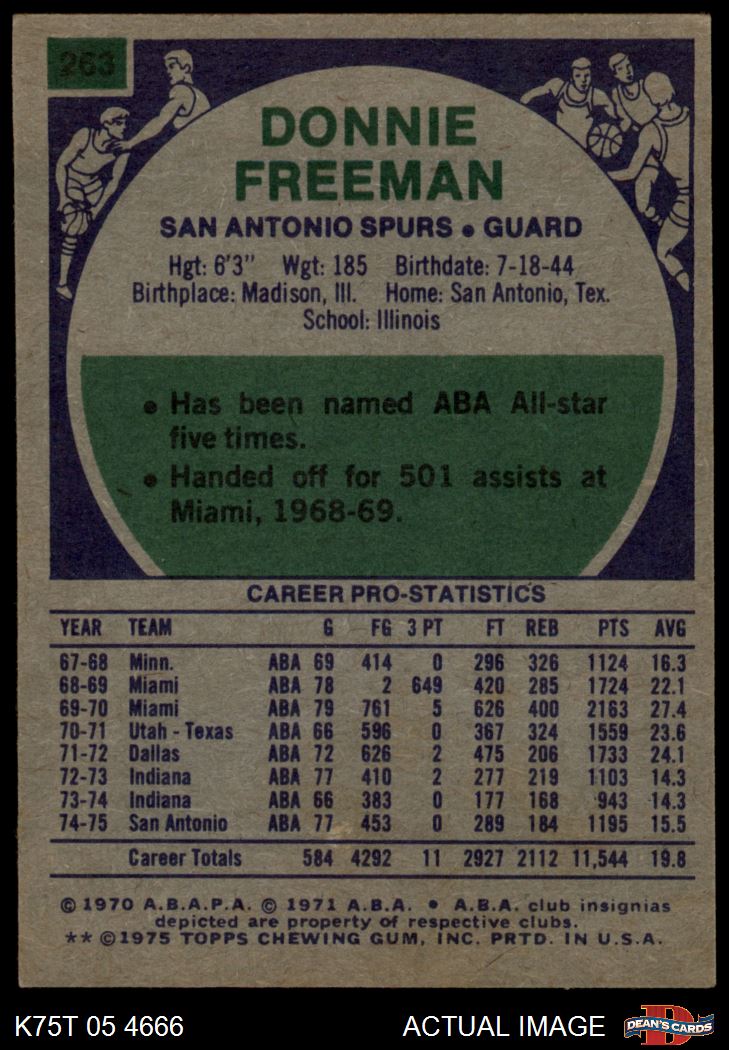 263
DONNIE
FREEMAN
SAN ANTONIO SPURS • GUARD
Hgt: 6'3" Wgt: 185 Birthdate: 7-18-44
Birthplace: Madison, Ill. Home: San Antonio, Tex.
School: Illinois
• Has been named ABA All-star
five times.
• Handed off for 501 assists at
Miami, 1968-69.
CAREER PRO-STATISTICS
YEAR TEAM G FG 3 PT FT REB PTS AVG
67-68 Minn. ABA 69 414 0 296 326 1124 16.3
68-69 Miami ABA 78 2 649 420 285 1724 22.1
69-70 Miami ABA 79 761 5 626 400 2163 27.4
70-71 Utah - Texas ABA 66 596 0 367 324 1559 23.6
71-72 Dallas ABA 72 626 2 475 206 1733 24.1
72-73 Indiana ABA 77 410 2 277 219 1103 14.3
73-74 Indiana ABA 66 383 0 177 168 943 14.3
74-75 San Antonio ABA 77 453 0 289 184 1195 15.5
Career Totals 584 4292 11 2927 2112 11,544 19.8
© 1970 A.B.A.P.A. © 1971 A.B.A. • A.B.A. club insignias
depicted are property of respective clubs.
** © 1975 TOPPS CHEWING GUM, INC. PRTD. IN U.S.A.
K75T 05 4666 ACTUAL IMAGE
D
DEAN'S CARDS